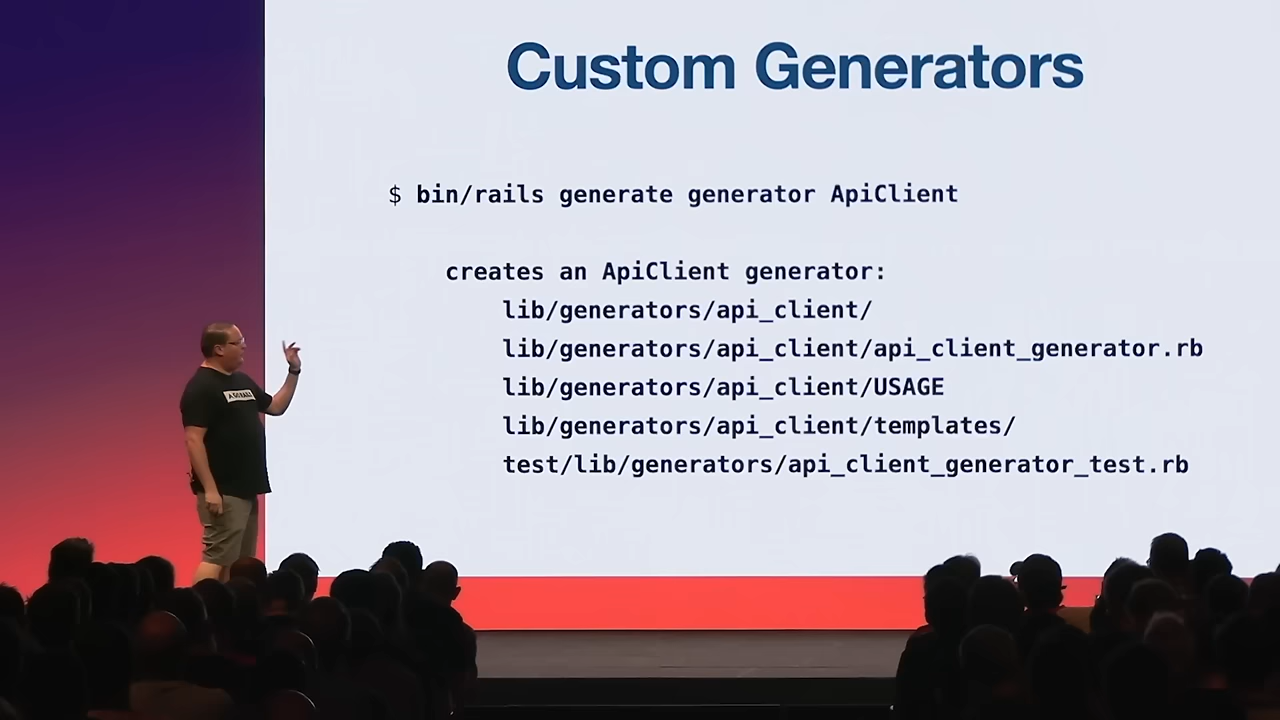 Custom Generators
$ bin/rails generate generator ApiClient
creates an ApiClient generator:
lib/generators/api_client/
lib/generators/api_client/api_client_generator.rb
lib/generators/api_client/USAGE
lib/generators/api_client/templates/
test/lib/generators/api_client_generator_test.rb